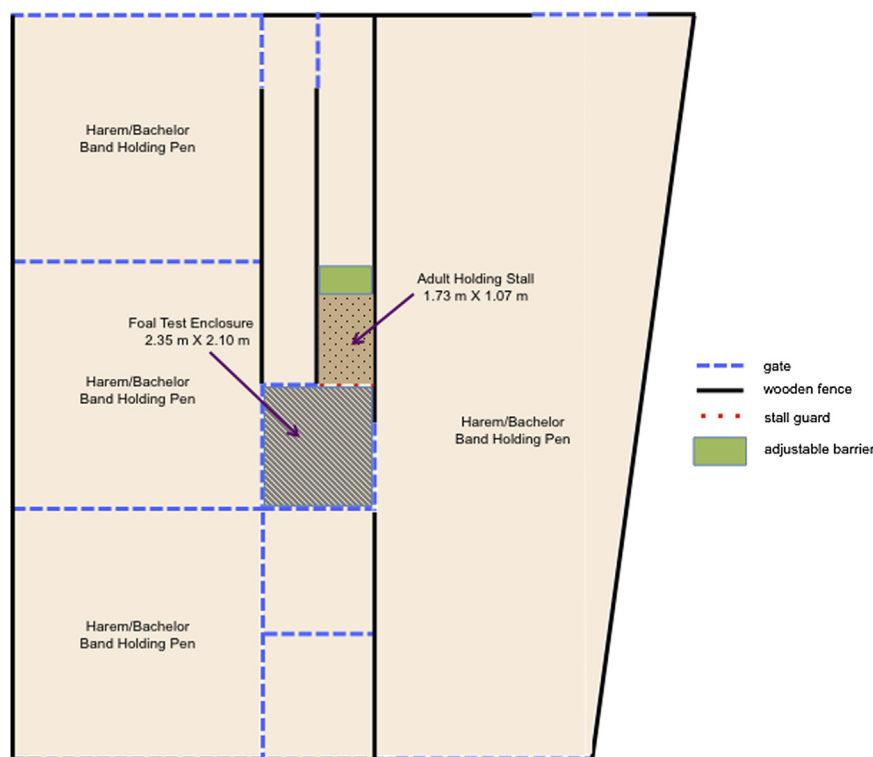 Harem/Bachelor
Band Holding Pen
Adult Holding Stall
1.73 m X 1.07 m
Foal Test Enclosure
2.35 m X 2.10 m
Harem/Bachelor
Band Holding Pen
Harem/Bachelor
Band Holding Pen
Harem/Bachelor
Band Holding Pen
gate
wooden fence
stall guard
adjustable barrier